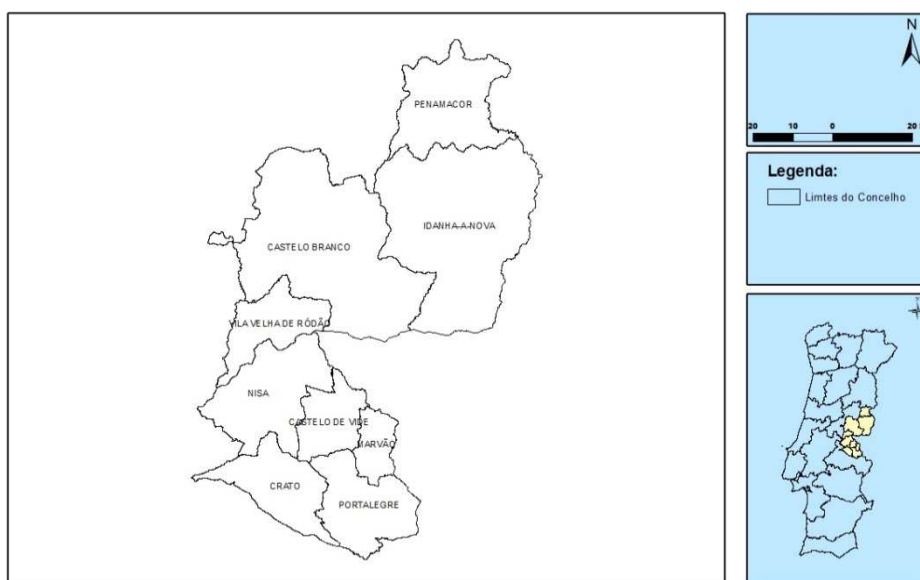 PENAMACOR
IDANHA-A-NOVA
CASTELO BRANCO
VILA VELHA DE RÓDÃO
NISA
CASTELO DE VIDE
MARVÃO
CRATO
PORTALEGRE
N
20 10 0 20
Legenda:
Limtes do Concelho